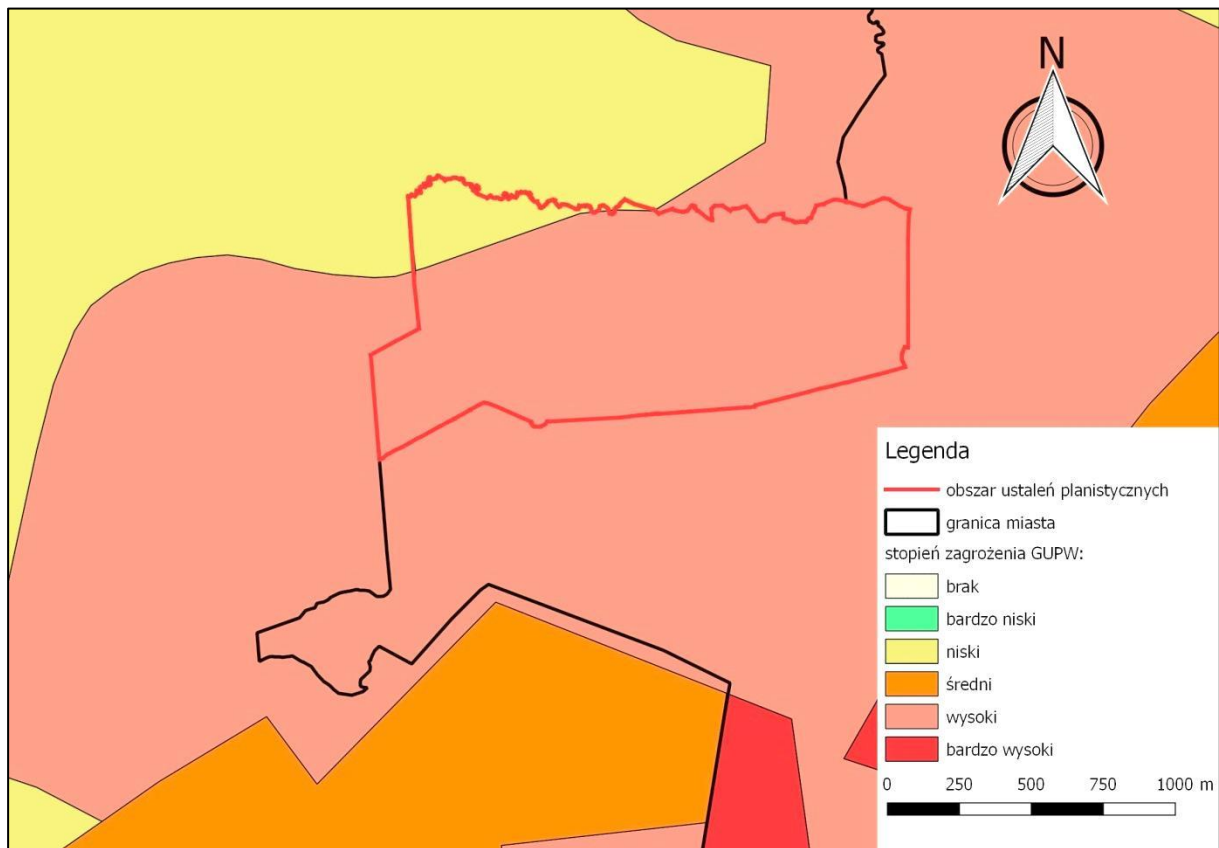 N
Legenda
obszar ustaleń planistycznych
granica miasta
stopień zagrożenia GUPW:
brak
bardzo niski
niski
średni
wysoki
bardzo wysoki
0 250 500 750 1000 m